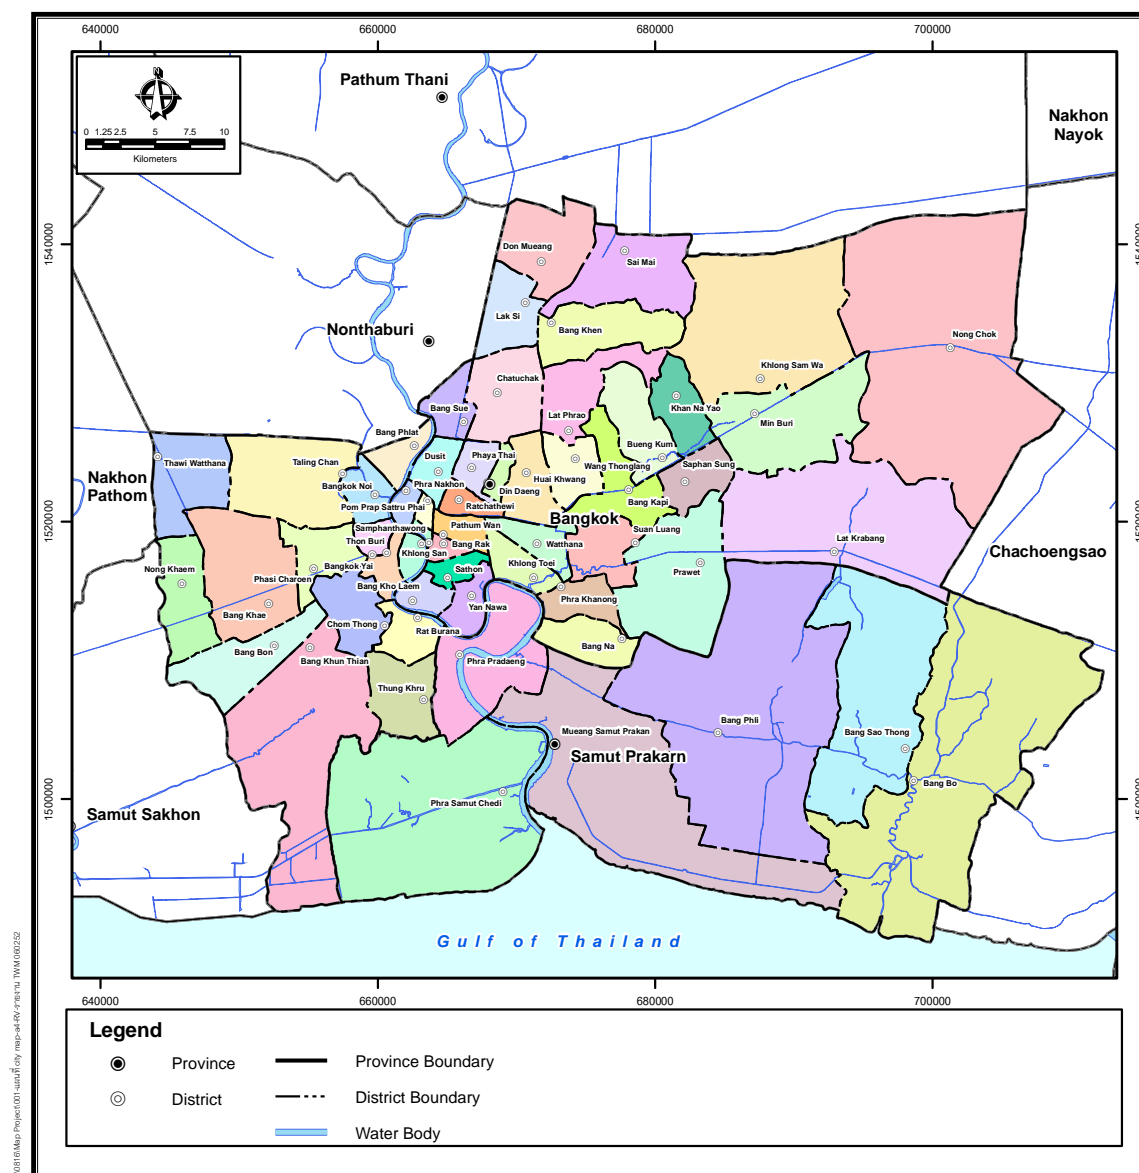 640000
660000
680000
700000
N
0 1.25 2.5 5 7.5 10
Kilometers
Pathum Thani
Nakhon
Nayok
1540000
1540000
Don Mueang
Sai Mai
Lak Si
Bang Khen
Nonthaburi
Nong Chok
Khlong Sam Wa
Chatuchak
Bang Sue
Lat Phrao
Khan Na Yao
Min Buri
Bang Phlat
Bueng Kum
Dusit
Phaya Thai
Thawi Watthana
Taling Chan
Wang Thonglang
Saphan Sung
Nakhon
Pathom
Bangkok Noi
Phra Nakhon
Huai Khwang
Din Daeng
Bang Kapi
Pom Prap Sattru Phai
Ratchathewi
1520000
1520000
Bangkok
Samphanthawong
Pathum Wan
Suan Luang
Thon Buri
Bang Rak
Watthana
Lat Krabang
Khlong San
Chachoengsao
Nong Khaem
Bangkok Yai
Sathon
Khlong Toei
Prawet
Phasi Charoen
Bang Kho Laem
Phra Khanong
Bang Khae
Yan Nawa
Chom Thong
Rat Burana
Bang Bon
Bang Na
Bang Khun Thian
Phra Pradaeng
Thung Khru
Bang Phli
Mueang Samut Prakan
Bang Sao Thong
Samut Prakarn
Bang Bo
1500000
1500000
Phra Samut Chedi
Samut Sakhon
Gulf of Thailand
640000
660000
680000
700000
Legend
Province
Province Boundary
District
District Boundary
Water Body